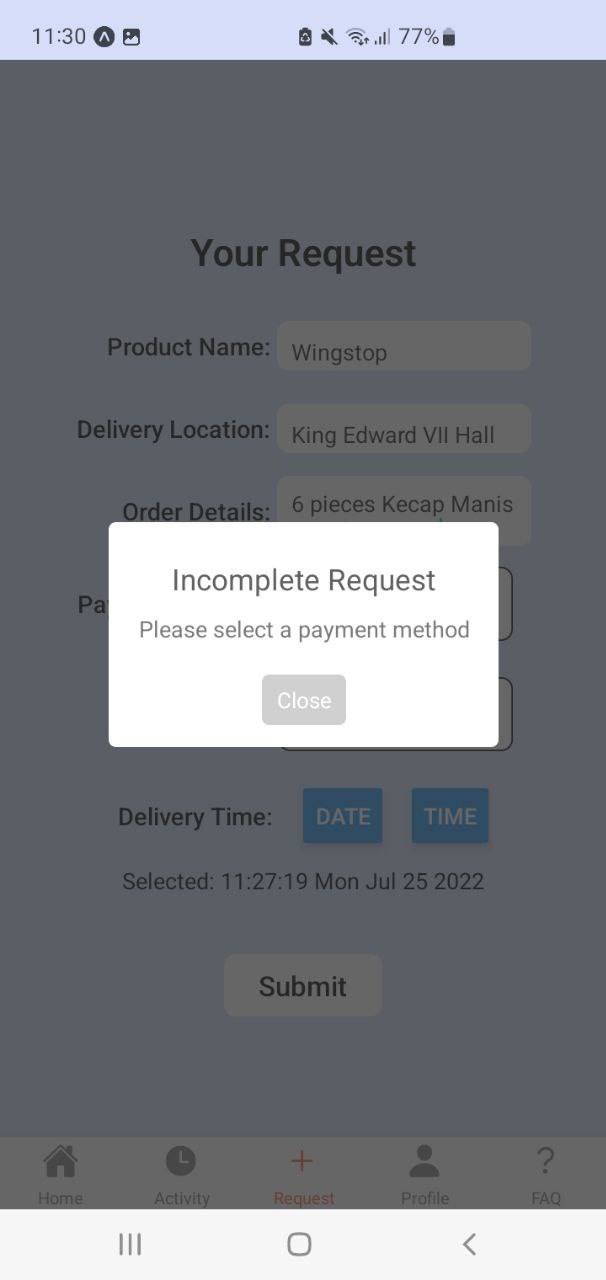 11:30 77%
Your Request
Product Name: Wingstop
Delivery Location: King Edward VII Hall
Order Details: 6 pieces Kecap Manis
Incomplete Request
Please select a payment method
Close
Delivery Time: DATE TIME
Selected: 11:27:19 Mon Jul 25 2022
Submit
Home Activity Request Profile FAQ